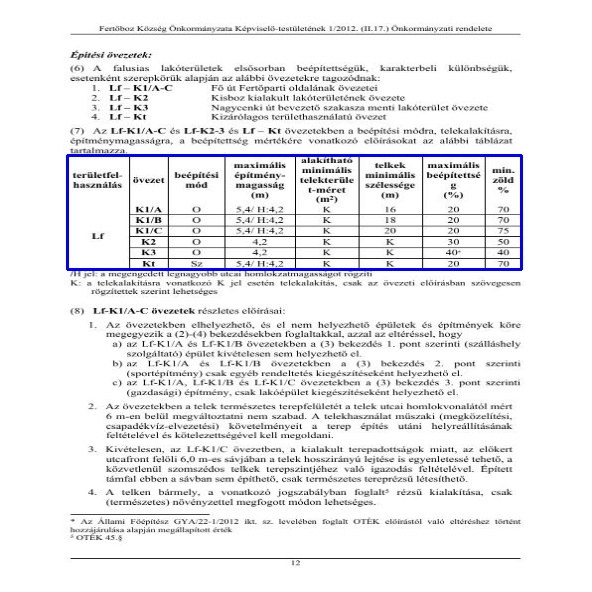 Fertőboz Község Önkormányzata Képviselő-testületének 1/2012. (II.17.) Önkormányzati rendelete
Építési övezetek:
(6) A falusias lakóterületek elsősorban beépítettségük, karakterbeli különbségük,
esetenként szerepkörük alapján az alábbi övezetekre tagozódnak:
1. Lf – K1/A-C Fő út Fertőparti oldalának övezetei
2. Lf – K2 Kisboz kialakult lakóterületének övezete
3. Lf – K3 Nagycenki út bevezető szakasza menti lakóterület övezete
4. Lf – Kt Kizárólagos területhasználatú övezet
(7) Az Lf-K1/A-C és Lf-K2-3 és Lf – Kt övezetekben a beépítési módra, telekalakításra,
építménymagasságra, a beépítettség mértékére vonatkozó előírásokat az alábbi táblázat
tartalmazza.
területfel-használás övezet beépítési mód maximális építmény-magasság (m) alakítható minimális telekterüle t-méret (m²) telkek minimális szélessége (m) maximális beépítettsé g (%) min. zöld %
Lf
K1/A O 5,4/ H:4,2 K 16 20 70
K1/B O 5,4/ H:4,2 K 18 20 70
K1/C O 5,4/ H:4,2 K 20 20 75
K2 O 4,2 K K 30 50
K3 O 4,2 K K 40* 40
Kt Sz 5,4/ H:4,2 K K 20 70
/H jel: a megengedett legnagyobb utcai homlokzatmagasságot rögzíti
K: a telekalakításra vonatkozó K jel esetén telekalakítás, csak az övezeti előírásban szövegesen
rögzítettek szerint lehetséges
(8) Lf-K1/A-C övezetek részletes előírásai:
1. Az övezetekben elhelyezhető, és el nem helyezhető épületek és építmények köre
megegyezik a (2)-(4) bekezdésekben foglaltakkal, azzal az eltéréssel, hogy
a) az Lf-K1/A és Lf-K1/B övezetekben a (3) bekezdés 1. pont szerinti (szálláshely
szolgáltató) épület kivételesen sem helyezhető el.
b) az Lf-K1/A és Lf-K1/B övezetekben a (3) bekezdés 2. pont szerinti
(sportépítmény) csak egyéb rendeltetés kiegészítéseként helyezhető el.
c) az Lf-K1/A, Lf-K1/B és Lf-K1/C övezetekben a (3) bekezdés 3. pont szerinti
(gazdasági) építmény, csak lakóépület kiegészítéseként helyezhető el.
2. Az övezetekben a telek természetes terepfelületét a telek utcai homlokvonalától mért
6 m-en belül megváltoztatni nem szabad. A telekhasználat műszaki (megközelítési,
csapadékvíz-elvezetési) követelményeit a terep építés utáni helyreállításának
feltételével és kötelezettségével kell megoldani.
3. Kivételesen, az Lf-K1/C övezetben, a kialakult terepadottságok miatt, az előkert
utcafront felöli 6,0 m-es sávjában a telek hosszirányú lejtése is egyenletessé tehető, a
közvetlenül szomszédos telkek terepszintjéhez való igazodás feltételével. Épített
támfal ebben a sávban sem építhető, csak természetes tereprézsű létesíthető.
4. A telken bármely, a vonatkozó jogszabályban foglalt⁵ rézsű kialakítása, csak
(természetes) növényzettel megfogott módon lehetséges.
* Az Állami Főépítész GYA/22-1/2012 ikt. sz. levelében foglalt OTÉK előírástól való eltéréshez történt
hozzájárulása alapján megállapított érték
⁵ OTÉK 45.§
12